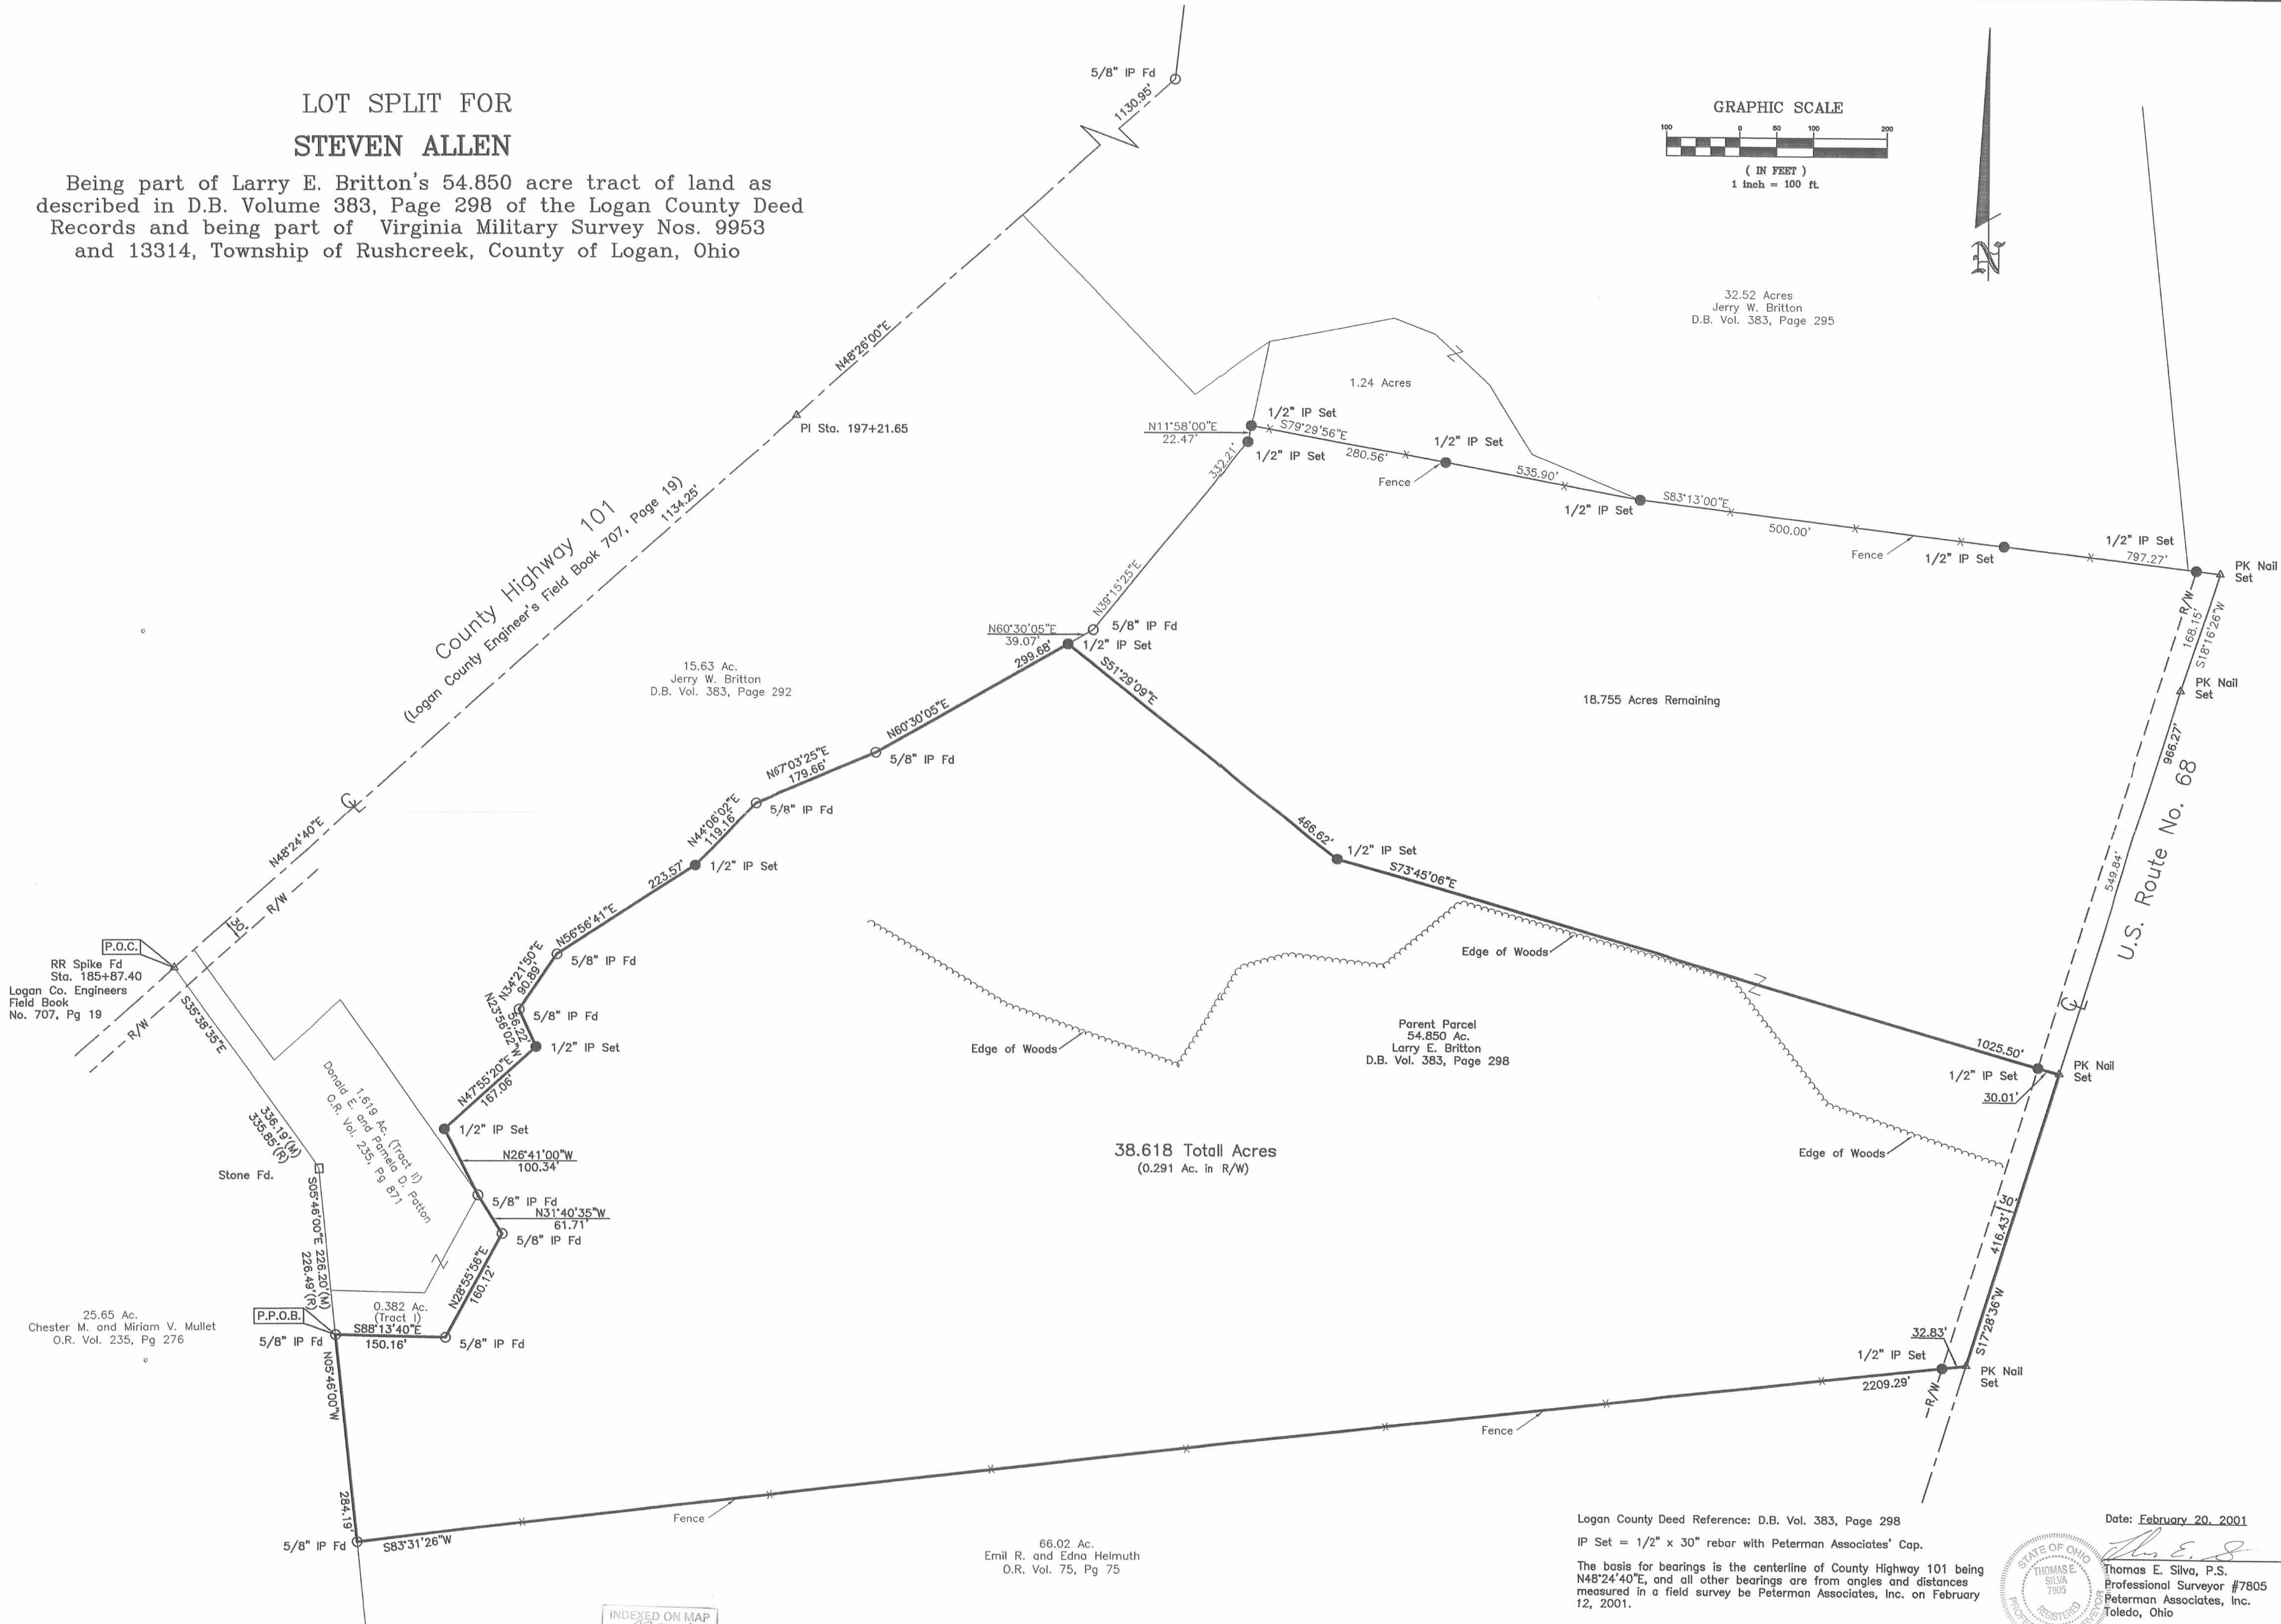 LOT SPLIT FOR
STEVEN ALLEN
Being part of Larry E. Britton's 54.850 acre tract of land as
described in D.B. Volume 383, Page 298 of the Logan County Deed
Records and being part of Virginia Military Survey Nos. 9953
and 13314, Township of Rushcreek, County of Logan, Ohio
5/8" IP Fd
1130.95'
GRAPHIC SCALE
100 0 50 100 200
( IN FEET )
1 inch = 100 ft.
N
32.52 Acres
Jerry W. Britton
D.B. Vol. 383, Page 295
N48°26'00"E
PI Sta. 197+21.65
1.24 Acres
1/2" IP Set
N11°58'00"E
22.47'
S79°29'56"E
1/2" IP Set
280.56'
1/2" IP Set
Fence
535.90'
1/2" IP Set
S83°13'00"E
500.00'
Fence
1/2" IP Set
1/2" IP Set
797.27'
PK Nail
Set
332.21'
N39°15'25"E
County Highway 101
(Logan County Engineer's Field Book 707, Page 19)
1134.25'
R/W
168.15'
S18°16'26"W
PK Nail
Set
N60°30'05"E
39.07'
5/8" IP Fd
1/2" IP Set
299.68'
S51°29'09"E
15.63 Ac.
Jerry W. Britton
D.B. Vol. 383, Page 292
18.755 Acres Remaining
966.27'
U.S. Route No. 68
549.84'
N60°30'05"E
5/8" IP Fd
N67°03'25"E
179.66'
5/8" IP Fd
N44°06'02"E
119.16'
1/2" IP Set
223.57'
466.62'
1/2" IP Set
S73°45'06"E
CL
N48°24'40"E
30'
R/W
N56°56'41"E
5/8" IP Fd
P.O.C.
RR Spike Fd
Sta. 185+87.40
Logan Co. Engineers
Field Book
No. 707, Pg 19
R/W
S35°38'35"E
N34°21'50"E
90.89'
5/8" IP Fd
N23°56'02"W
56.22'
1/2" IP Set
Edge of Woods
Edge of Woods
Parent Parcel
54.850 Ac.
Larry E. Britton
D.B. Vol. 383, Page 298
CL
1025.50'
1/2" IP Set
30.01'
PK Nail
Set
N47°55'20"E
167.06'
1/2" IP Set
336.19'(M)
335.85'(R)
1.619 Ac. (Tract II)
Donald E. and Pamela D. Patton
O.R. Vol. 235, Pg 871
N26°41'00"W
100.34'
Stone Fd.
5/8" IP Fd
N31°40'35"W
61.71'
5/8" IP Fd
38.618 Totall Acres
(0.291 Ac. in R/W)
Edge of Woods
30'
416.43'
S05°46'00"E 226.20'(M)
226.49'(R)
N28°55'56"E
160.12'
25.65 Ac.
Chester M. and Miriam V. Mullet
O.R. Vol. 235, Pg 276
P.P.O.B.
5/8" IP Fd
0.382 Ac.
(Tract I)
S88°13'40"E
150.16'
5/8" IP Fd
S17°28'36"W
32.83'
1/2" IP Set
PK Nail
Set
2209.29'
R/W
N05°46'00"W
284.19'
Fence
Fence
5/8" IP Fd
S83°31'26"W
66.02 Ac.
Emil R. and Edna Helmuth
O.R. Vol. 75, Pg 75
INDEXED ON MAP
Logan County Deed Reference: D.B. Vol. 383, Page 298
IP Set = 1/2" x 30" rebar with Peterman Associates' Cap.
The basis for bearings is the centerline of County Highway 101 being
N48°24'40"E, and all other bearings are from angles and distances
measured in a field survey be Peterman Associates, Inc. on February
12, 2001.
STATE OF OHIO
THOMAS E.
SILVA
7805
REGISTERED
Date: February 20, 2001
Thomas E. Silva, P.S.
Professional Surveyor #7805
Peterman Associates, Inc.
Toledo, Ohio